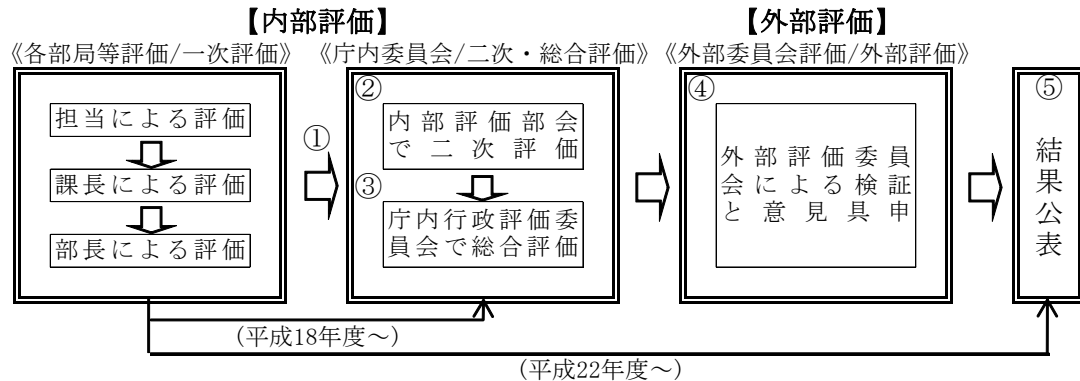 【内部評価】
【外部評価】
《各部局等評価/一次評価》
《庁内委員会/二次・総合評価》
《外部委員会評価/外部評価》
担当による評価
課長による評価
部長による評価
①
②
内部評価部会
で二次評価
③
庁内行政評価委
員会で総合評価
④
外部評価委員
会による検証
と意見具申
⑤
結果公表
(平成18年度～)
(平成22年度～)